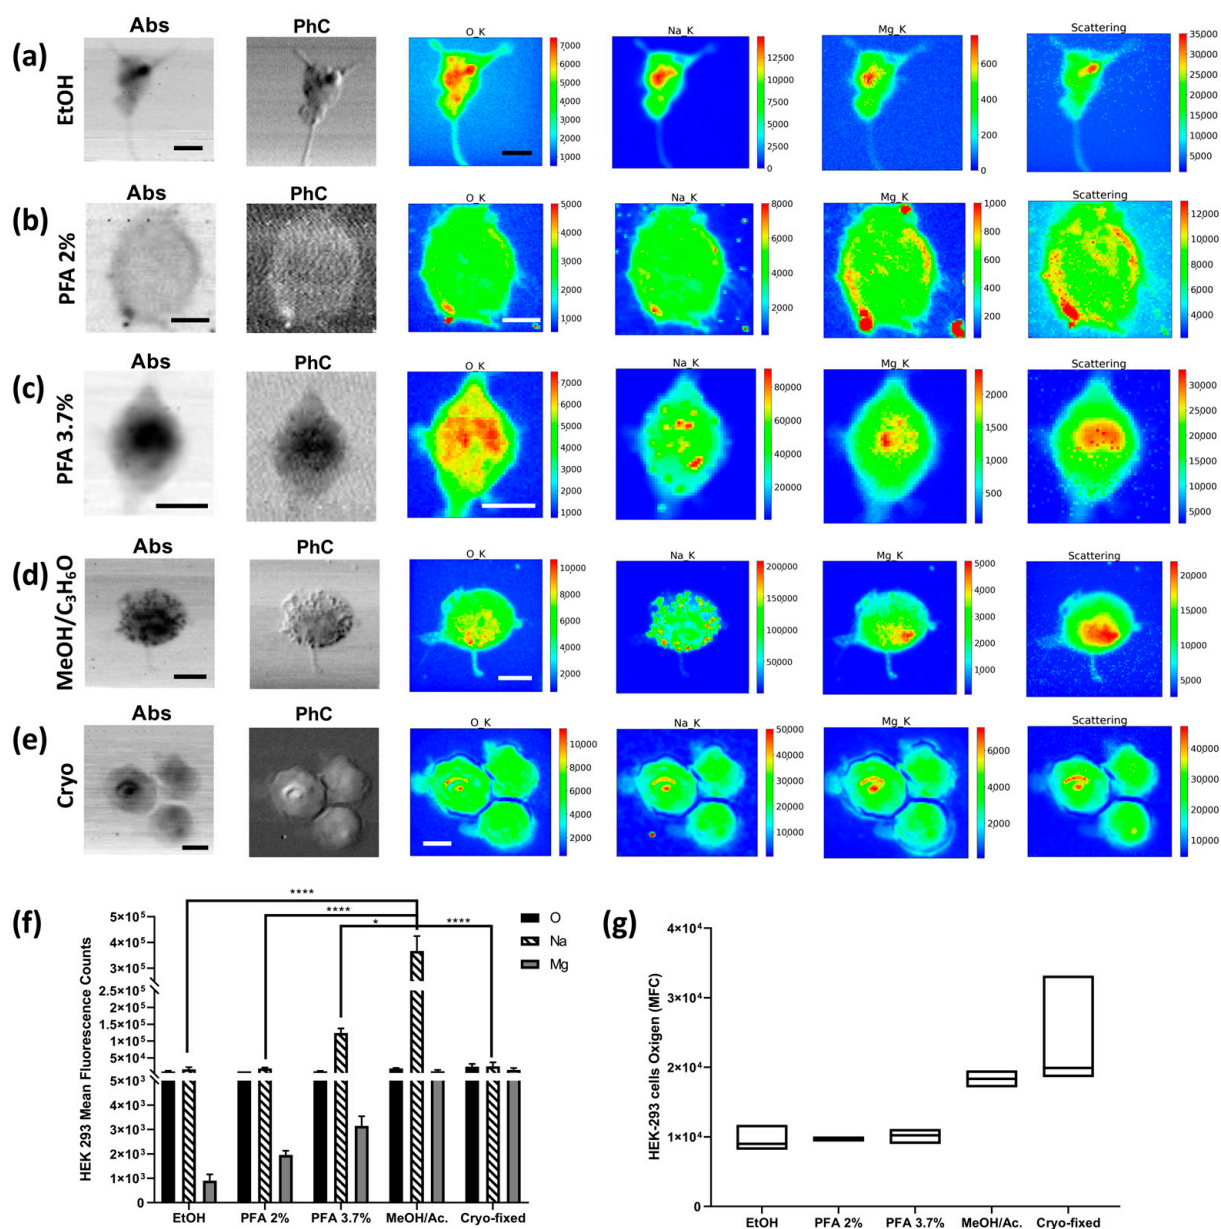 Abs PhC O_K Na_K Mg_K Scattering
(a) EtOH
7000 6000 5000 4000 3000 2000 1000
12500 10000 7500 5000 2500 0
600 400 200 0
35000 30000 25000 20000 15000 10000 5000
Abs PhC O_K Na_K Mg_K Scattering
(b) PFA 2%
5000 4000 3000 2000 1000
8000 6000 4000 2000
1000 800 600 400 200
12000 10000 8000 6000 4000
Abs PhC O_K Na_K Mg_K Scattering
(c) PFA 3.7%
7000 6000 5000 4000 3000 2000 1000
80000 60000 40000 20000
2000 1500 1000 500
30000 25000 20000 15000 10000 5000
Abs PhC O_K Na_K Mg_K Scattering
(d) MeOH/C₃H₆O
10000 8000 6000 4000 2000
200000 150000 100000 50000 0
5000 4000 3000 2000 1000
20000 15000 10000 5000
Abs PhC O_K Na_K Mg_K Scattering
(e) Cryo
10000 8000 6000 4000 2000
50000 40000 30000 20000 10000
6000 4000 2000
40000 30000 20000 10000
(f)
HEK 293 Mean Fluorescence Counts
5×10⁵
4×10⁵
3×10⁵
2.5×10⁵
2×10⁵
1.5×10⁵
1×10⁵
5×10⁴
5×10³
4×10³
3×10³
2×10³
1×10³
0
****
****
* ****
O
Na
Mg
EtOH PFA 2% PFA 3.7% MeOH/Ac. Cryo-fixed
(g)
HEK-293 cells Oxigen (MFC)
4×10⁴
3×10⁴
2×10⁴
1×10⁴
0
EtOH PFA 2% PFA 3.7% MeOH/Ac. Cryo-fixed